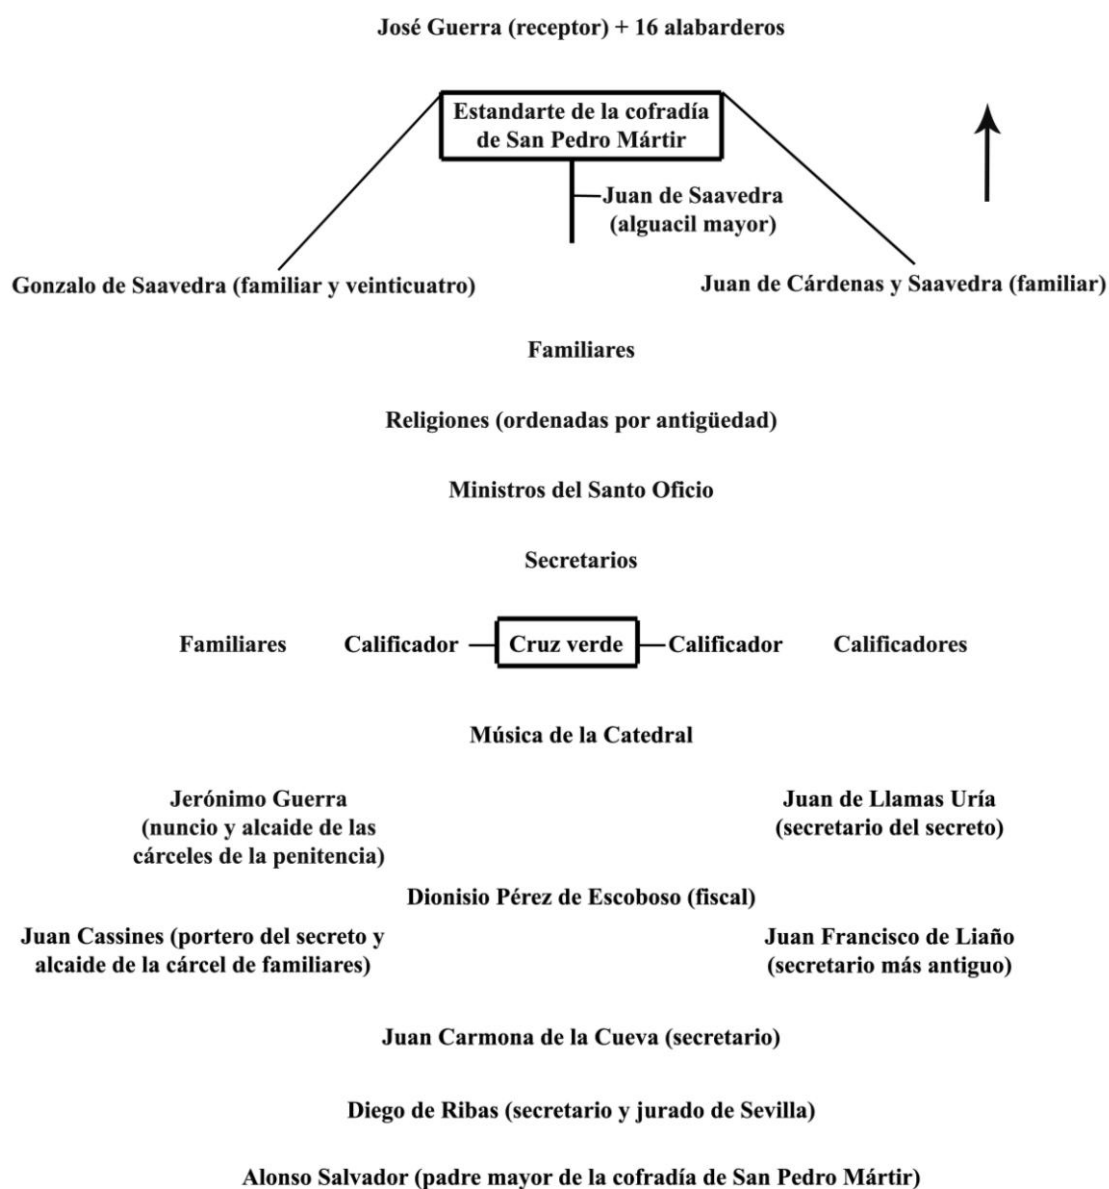 José Guerra (receptor) + 16 alabarderos
Estandarte de la cofradía
de San Pedro Mártir
Juan de Saavedra
(alguacil mayor)
Gonzalo de Saavedra (familiar y veinticuatro)
Juan de Cárdenas y Saavedra (familiar)
Familiares
Religiones (ordenadas por antigüedad)
Ministros del Santo Oficio
Secretarios
Familiares
Calificador
Cruz verde
Calificador
Calificadores
Música de la Catedral
Jerónimo Guerra
(nuncio y alcaide de las
cárceles de la penitencia)
Juan de Llamas Uría
(secretario del secreto)
Dionisio Pérez de Escoboso (fiscal)
Juan Cassines (portero del secreto y
alcaide de la cárcel de familiares)
Juan Francisco de Liaño
(secretario más antiguo)
Juan Carmona de la Cueva (secretario)
Diego de Ribas (secretario y jurado de Sevilla)
Alonso Salvador (padre mayor de la cofradía de San Pedro Mártir)